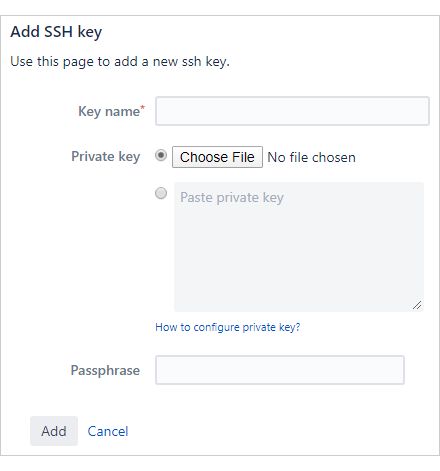 Add SSH key
Use this page to add a new ssh key.
Key name*
Private key Choose File No file chosen
Paste private key
How to configure private key?
Passphrase
Add Cancel